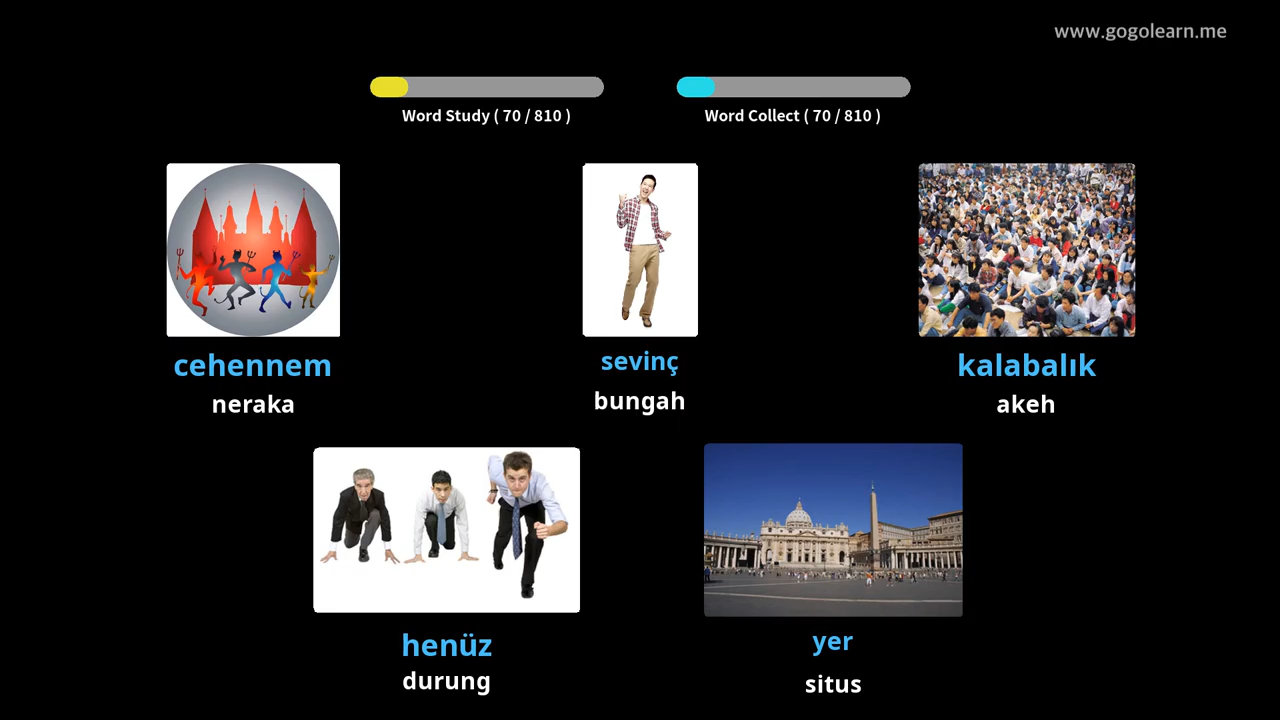 www.gogolearn.me
Word Study ( 70 / 810 )
Word Collect ( 70 / 810 )
cehennem
neraka
sevinç
bungah
kalabalık
akeh
henüz
durung
yer
situs